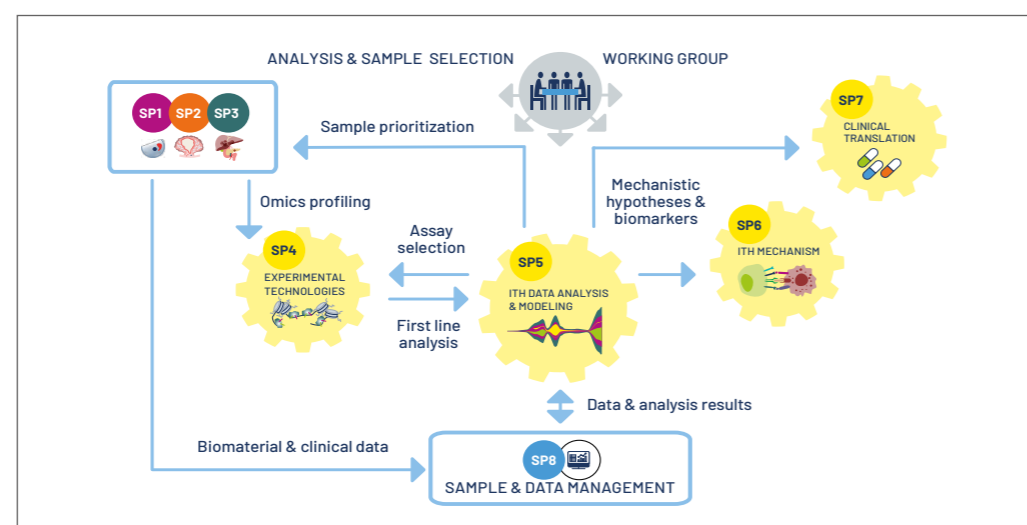 ANALYSIS & SAMPLE SELECTION
WORKING GROUP
SP1
SP2
SP3
Sample prioritization
SP7
CLINICAL
TRANSLATION
Omics profiling
Mechanistic
hypotheses &
biomarkers
SP6
ITH MECHANISM
Assay
selection
SP4
EXPERIMENTAL
TECHNOLOGIES
SP5
ITH DATA ANALYSIS
& MODELING
First line
analysis
Data & analysis results
Biomaterial & clinical data
SP8
SAMPLE & DATA MANAGEMENT